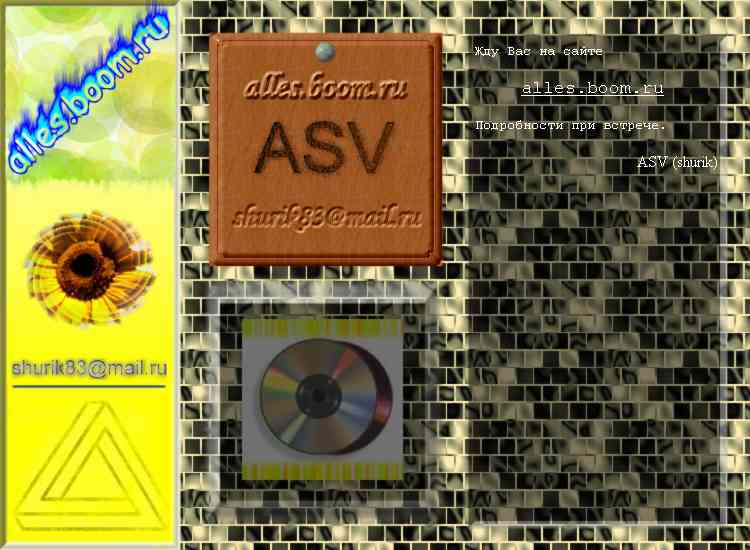 alles.boom.ru
shurik83@mail.ru
alles.boom.ru
ASV
shurik83@mail.ru
Жду Вас на сайте
alles.boom.ru
Подробности при встрече.
ASV (shurik)